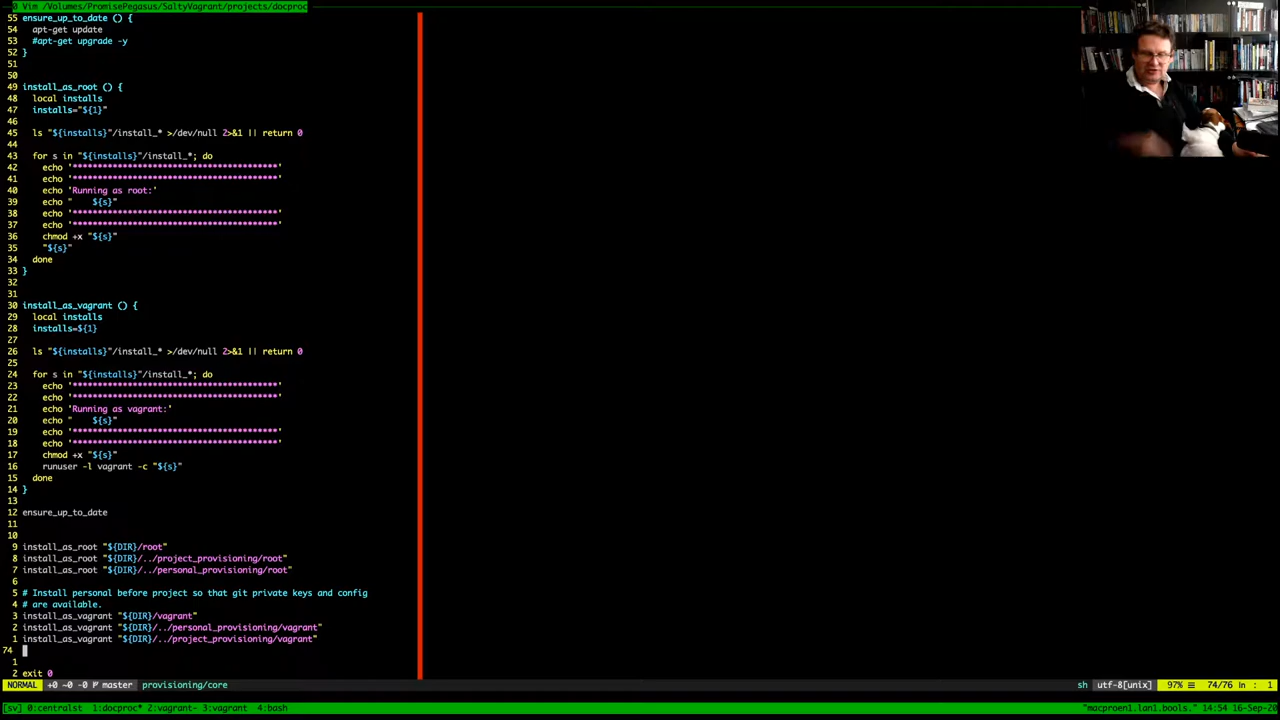 0 Vim /Volumes/PromisePegasus/SaltyVagrant/projects/docproc
55 ensure_up_to_date () {
54   apt-get update
53   #apt-get upgrade -y
52 }
51
50
49 install_as_root () {
48   local installs
47   installs="${1}"
46
45   ls "${installs}"/install_* >/dev/null 2>&1 || return 0
44
43   for s in "${installs}"/install_*; do
42     echo '*****************************************'
41     echo '*****************************************'
40     echo 'Running as root:'
39     echo "    ${s}"
38     echo '*****************************************'
37     echo '*****************************************'
36     chmod +x "${s}"
35     "${s}"
34   done
33 }
32
31
30 install_as_vagrant () {
29   local installs
28   installs=${1}
27
26   ls "${installs}"/install_* >/dev/null 2>&1 || return 0
25
24   for s in "${installs}"/install_*; do
23     echo '*****************************************'
22     echo '*****************************************'
21     echo 'Running as vagrant:'
20     echo "    ${s}"
19     echo '*****************************************'
18     echo '*****************************************'
17     chmod +x "${s}"
16     runuser -l vagrant -c "${s}"
15   done
14 }
13
12 ensure_up_to_date
11
10
9 install_as_root "${DIR}/root"
8 install_as_root "${DIR}/../project_provisioning/root"
7 install_as_root "${DIR}/../personal_provisioning/root"
6
5 # Install personal before project so that git private keys and config
4 # are available.
3 install_as_vagrant "${DIR}/vagrant"
2 install_as_vagrant "${DIR}/../personal_provisioning/vagrant"
1 install_as_vagrant "${DIR}/../project_provisioning/vagrant"
74
1
2 exit 0
NORMAL +0 ~0 -0 master provisioning/core sh utf-8[unix] 97% 74/76 ln : 1
[sv] 0:centralst 1:docproc* 2:vagrant- 3:vagrant 4:bash "macproen1.lan1.bools." 14:54 16-Sep-20